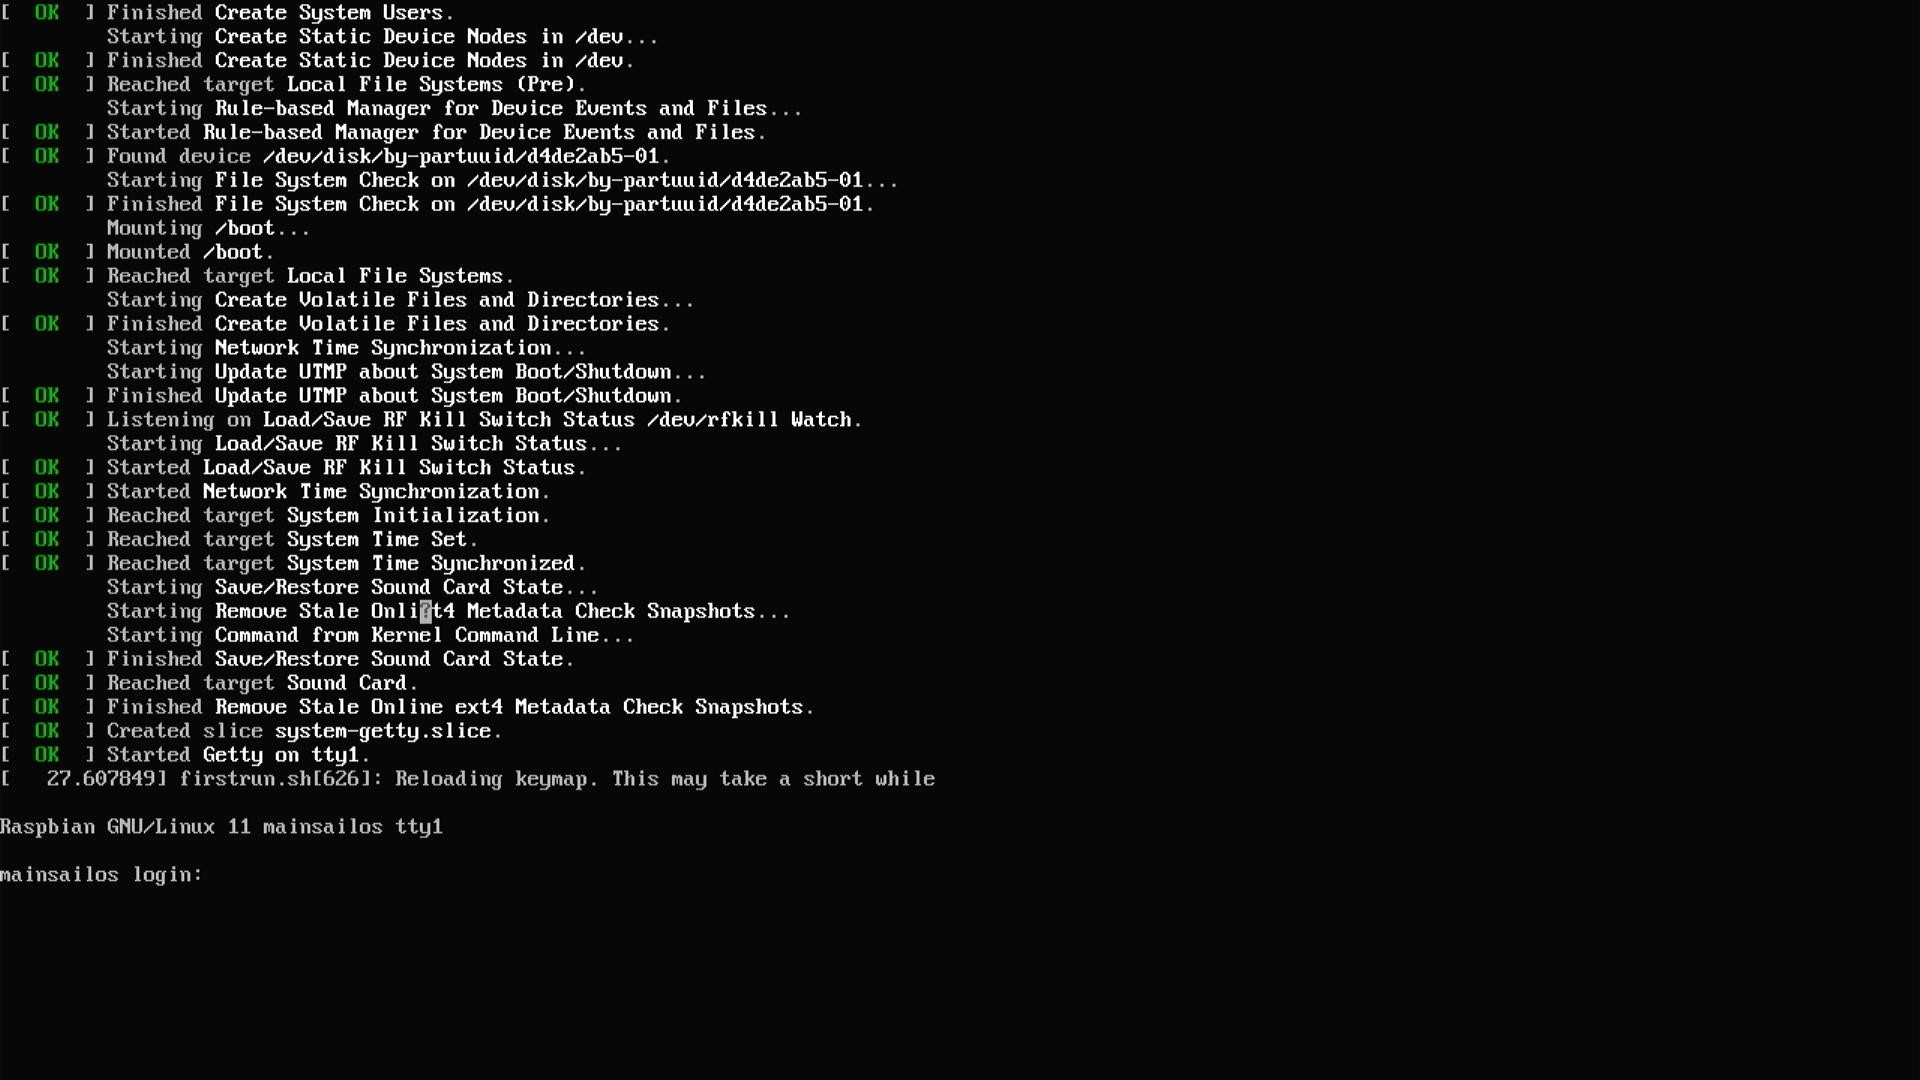 [  OK  ] Finished Create System Users.
         Starting Create Static Device Nodes in /dev...
[  OK  ] Finished Create Static Device Nodes in /dev.
[  OK  ] Reached target Local File Systems (Pre).
         Starting Rule-based Manager for Device Events and Files...
[  OK  ] Started Rule-based Manager for Device Events and Files.
[  OK  ] Found device /dev/disk/by-partuuid/d4de2ab5-01.
         Starting File System Check on /dev/disk/by-partuuid/d4de2ab5-01...
[  OK  ] Finished File System Check on /dev/disk/by-partuuid/d4de2ab5-01.
         Mounting /boot...
[  OK  ] Mounted /boot.
[  OK  ] Reached target Local File Systems.
         Starting Create Volatile Files and Directories...
[  OK  ] Finished Create Volatile Files and Directories.
         Starting Network Time Synchronization...
         Starting Update UTMP about System Boot/Shutdown...
[  OK  ] Finished Update UTMP about System Boot/Shutdown.
[  OK  ] Listening on Load/Save RF Kill Switch Status /dev/rfkill Watch.
         Starting Load/Save RF Kill Switch Status...
[  OK  ] Started Load/Save RF Kill Switch Status.
[  OK  ] Started Network Time Synchronization.
[  OK  ] Reached target System Initialization.
[  OK  ] Reached target System Time Set.
[  OK  ] Reached target System Time Synchronized.
         Starting Save/Restore Sound Card State...
         Starting Remove Stale Onli?t4 Metadata Check Snapshots...
         Starting Command from Kernel Command Line...
[  OK  ] Finished Save/Restore Sound Card State.
[  OK  ] Reached target Sound Card.
[  OK  ] Finished Remove Stale Online ext4 Metadata Check Snapshots.
[  OK  ] Created slice system-getty.slice.
[  OK  ] Started Getty on tty1.
[   27.607849] firstrun.sh[626]: Reloading keymap. This may take a short while
Raspbian GNU/Linux 11 mainsailos tty1
mainsailos login: